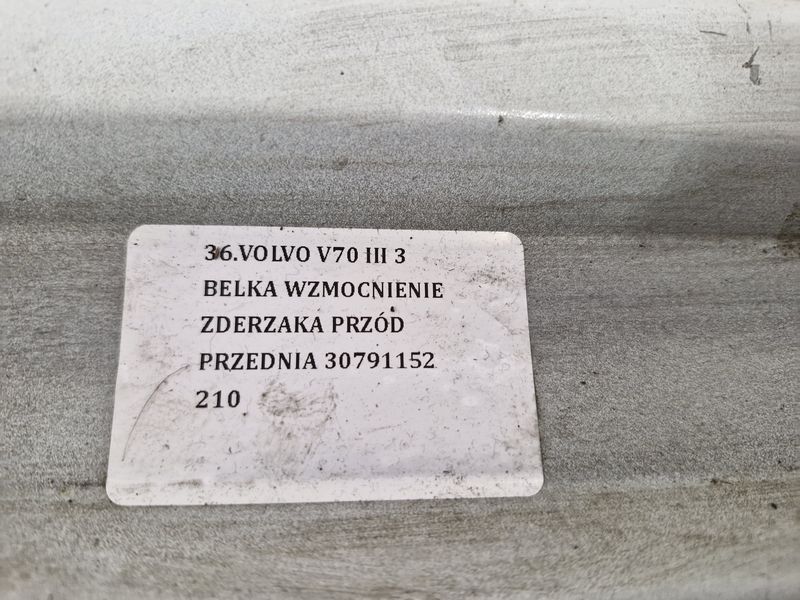 36.VOLVO V70 III 3
BELKA WZMOCNIENIE
ZDERZAKA PRZÓD
PRZEDNIA 30791152
210